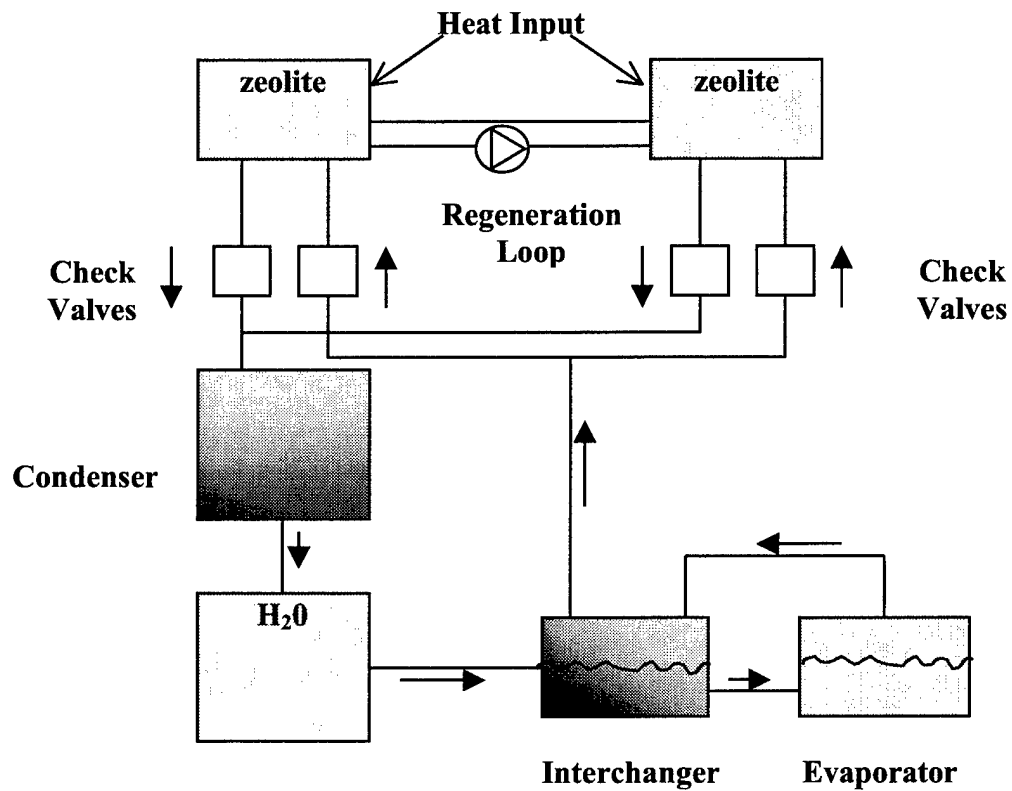 Heat Input
zeolite
zeolite
Regeneration
Loop
Check
Valves
Check
Valves
Condenser
H₂0
Interchanger
Evaporator